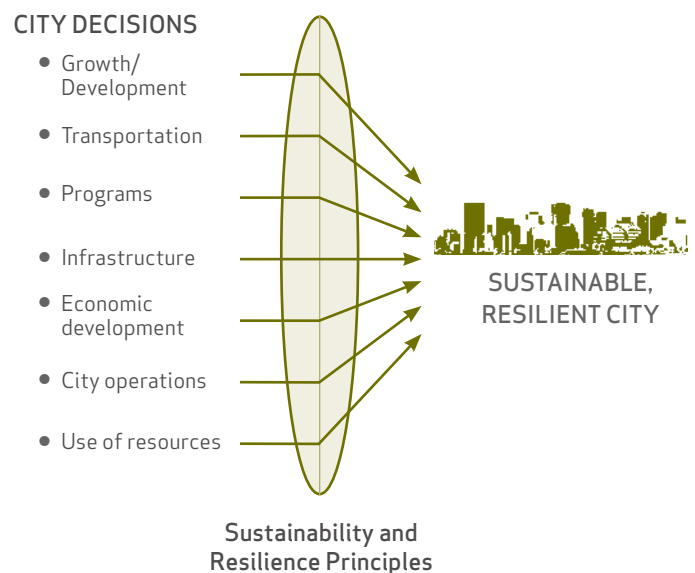 CITY DECISIONS
• Growth/
Development
• Transportation
• Programs
• Infrastructure
• Economic
development
• City operations
• Use of resources
SUSTAINABLE,
RESILIENT CITY
Sustainability and
Resilience Principles